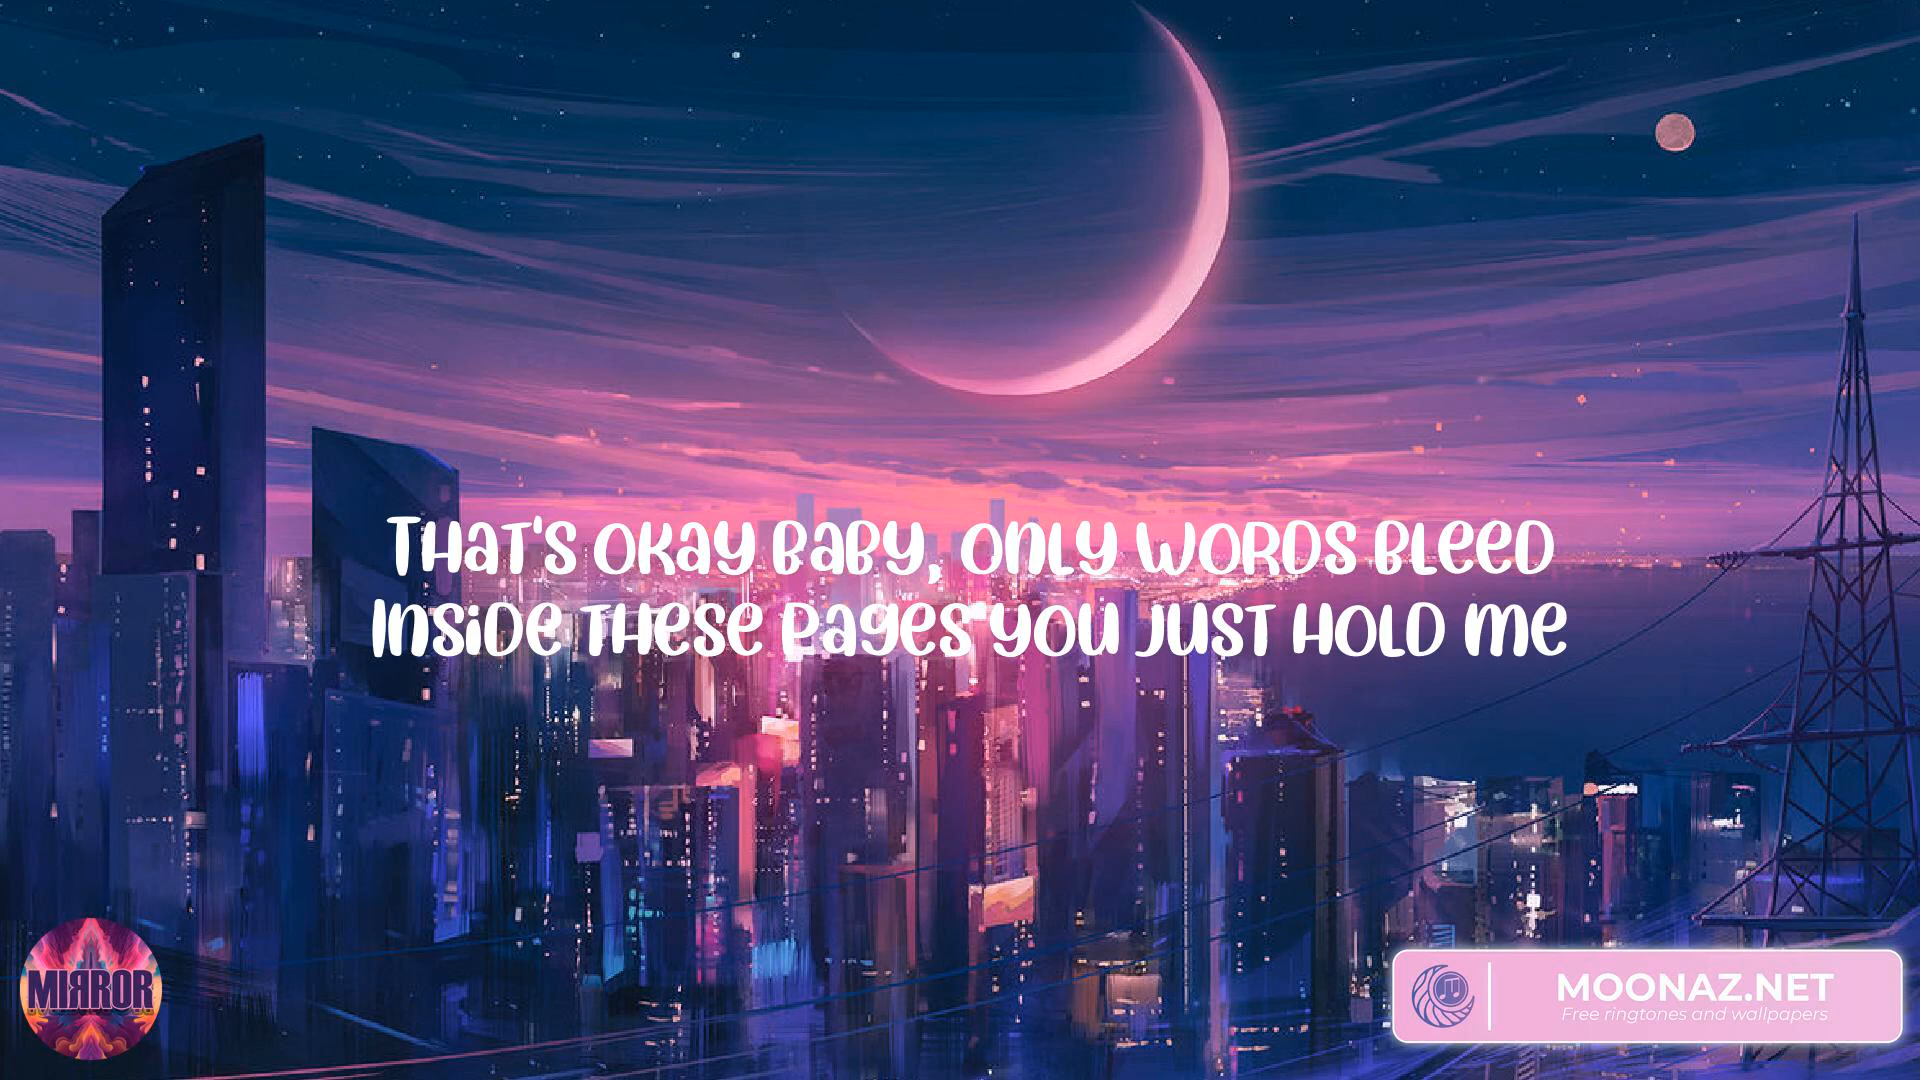 That's okay baby, only words bleed
Inside these pages you just hold me
MIRROR
MOONAZ.NET
Free ringtones and wallpapers